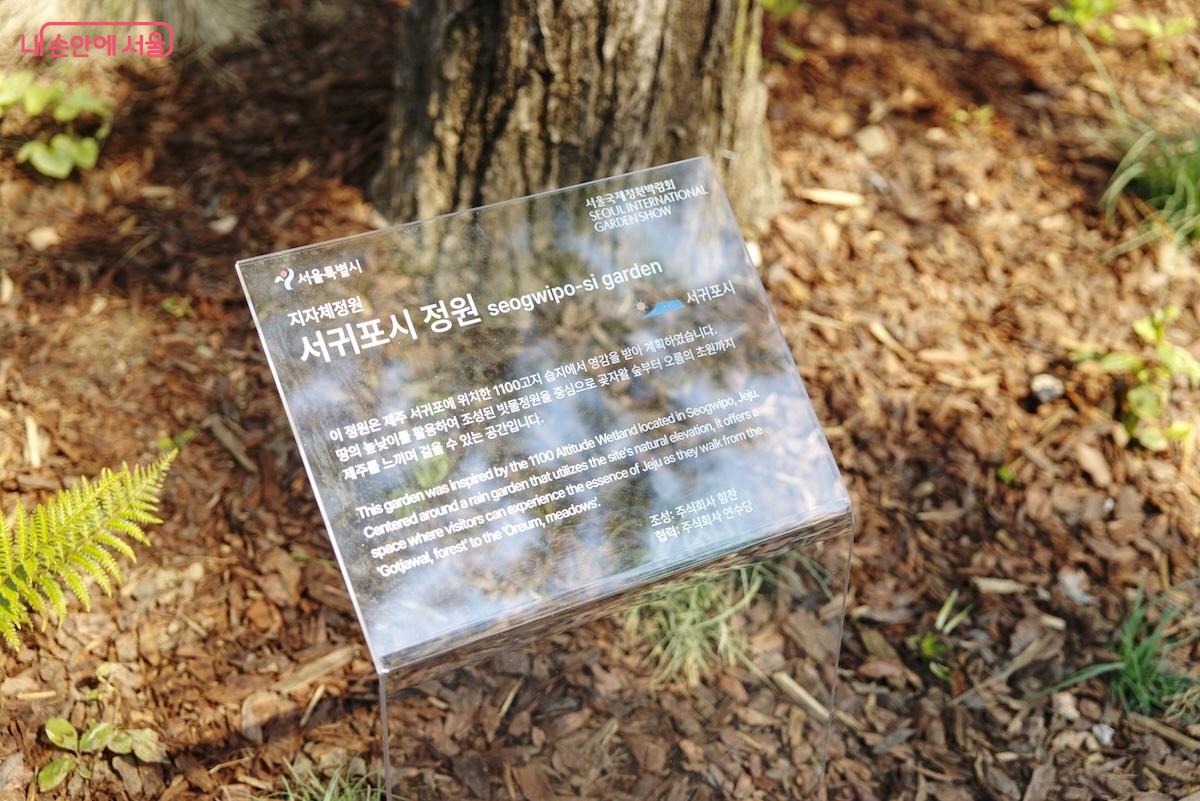 내 손안에 서울
서울국제정원박람회
SEOUL INTERNATIONAL
GARDEN SHOW
서울특별시
지자체정원
서귀포시 정원 seogwipo-si garden
서귀포시
이 정원은 제주 서귀포에 위치한 1100고지 습지에서 영감을 받아 계획하였습니다.
땅의 높낮이를 활용하여 조성된 빗물정원을 중심으로 곶자왈 숲부터 오름의 초원까지
제주를 느끼며 걸을 수 있는 공간입니다.
This garden was inspired by the 1100 Altitude Wetland located in Seogwipo, Jeju.
Centered around a rain garden that utilizes the site's natural elevation, it offers a
space where visitors can experience the essence of Jeju as they walk from the
'Gotjawal, forest' to the 'Oreum, meadows'.
조성: 주식회사 힘찬
협력: 주식회사 연수당